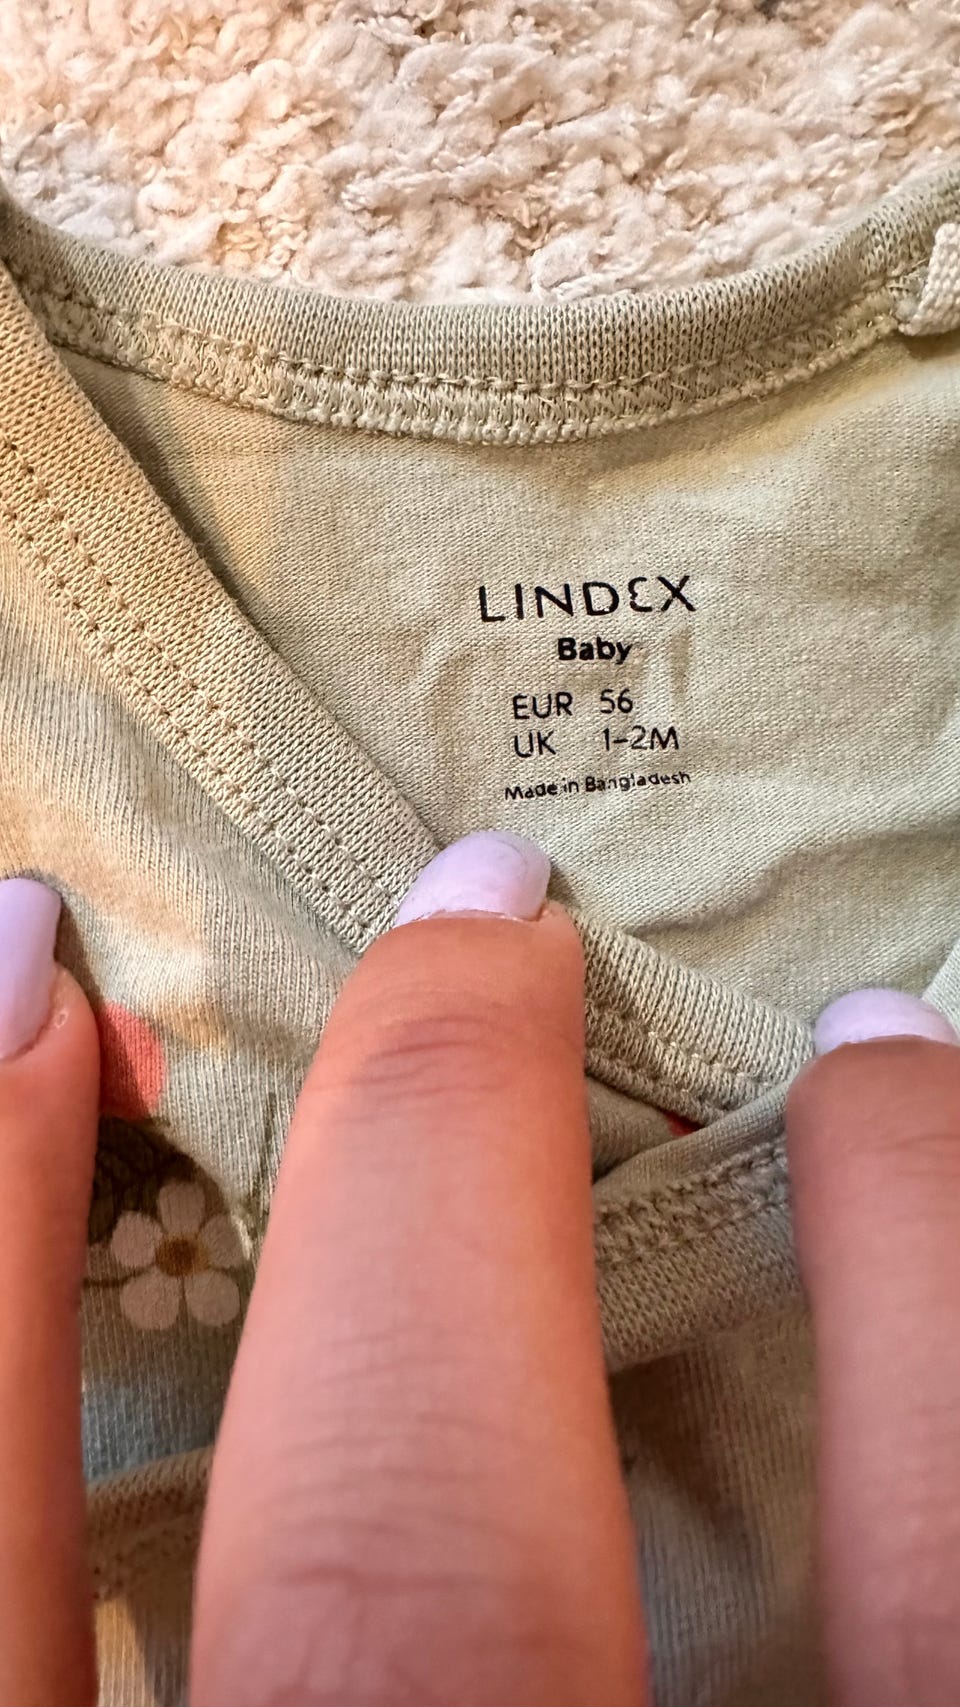 LINDEX
Baby
EUR 56
UK 1-2M
Made in Bangladesh